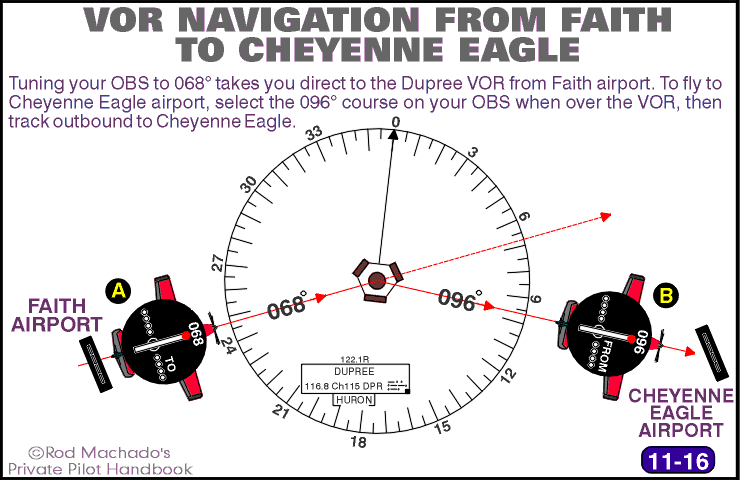 VOR NAVIGATION FROM FAITH
TO CHEYENNE EAGLE
Tuning your OBS to 068° takes you direct to the Dupree VOR from Faith airport. To fly to
Cheyenne Eagle airport, select the 096° course on your OBS when over the VOR, then
track outbound to Cheyenne Eagle.
0
3
6
9
12
15
18
21
24
27
30
33
A
FAITH
AIRPORT
068
TO
068°
096°
B
096
FROM
122.1R
DUPREE
116.8 Ch115 DPR
HURON
CHEYENNE
EAGLE
AIRPORT
11-16
©Rod Machado's
Private Pilot Handbook